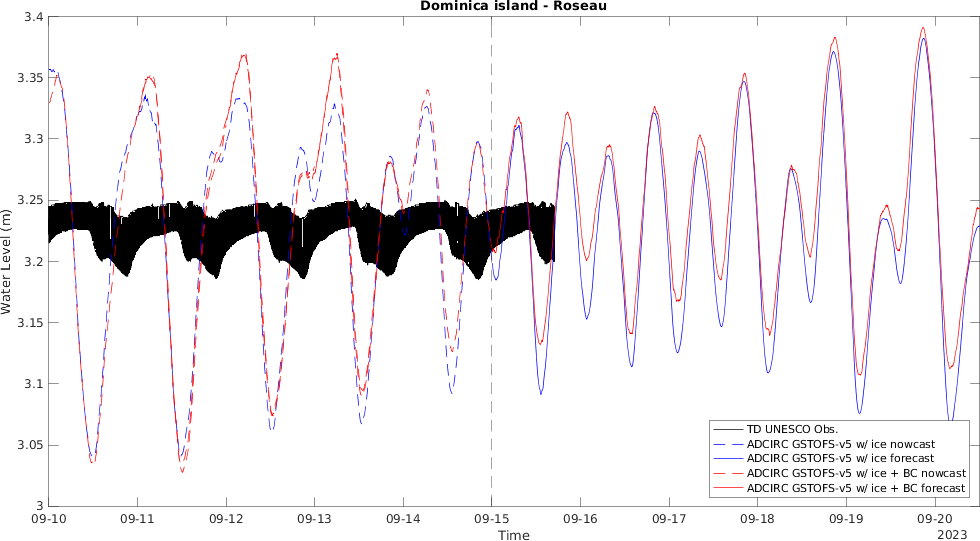 Dominica island - Roseau
3.4
3.35
3.3
3.25
3.2
3.15
3.1
3.05
3
Water Level (m)
09-10 09-11 09-12 09-13 09-14 09-15 09-16 09-17 09-18 09-19 09-20
Time
2023
TD UNESCO Obs.
ADCIRC GSTOFS-v5 w/ ice nowcast
ADCIRC GSTOFS-v5 w/ ice forecast
ADCIRC GSTOFS-v5 w/ ice + BC nowcast
ADCIRC GSTOFS-v5 w/ ice + BC forecast